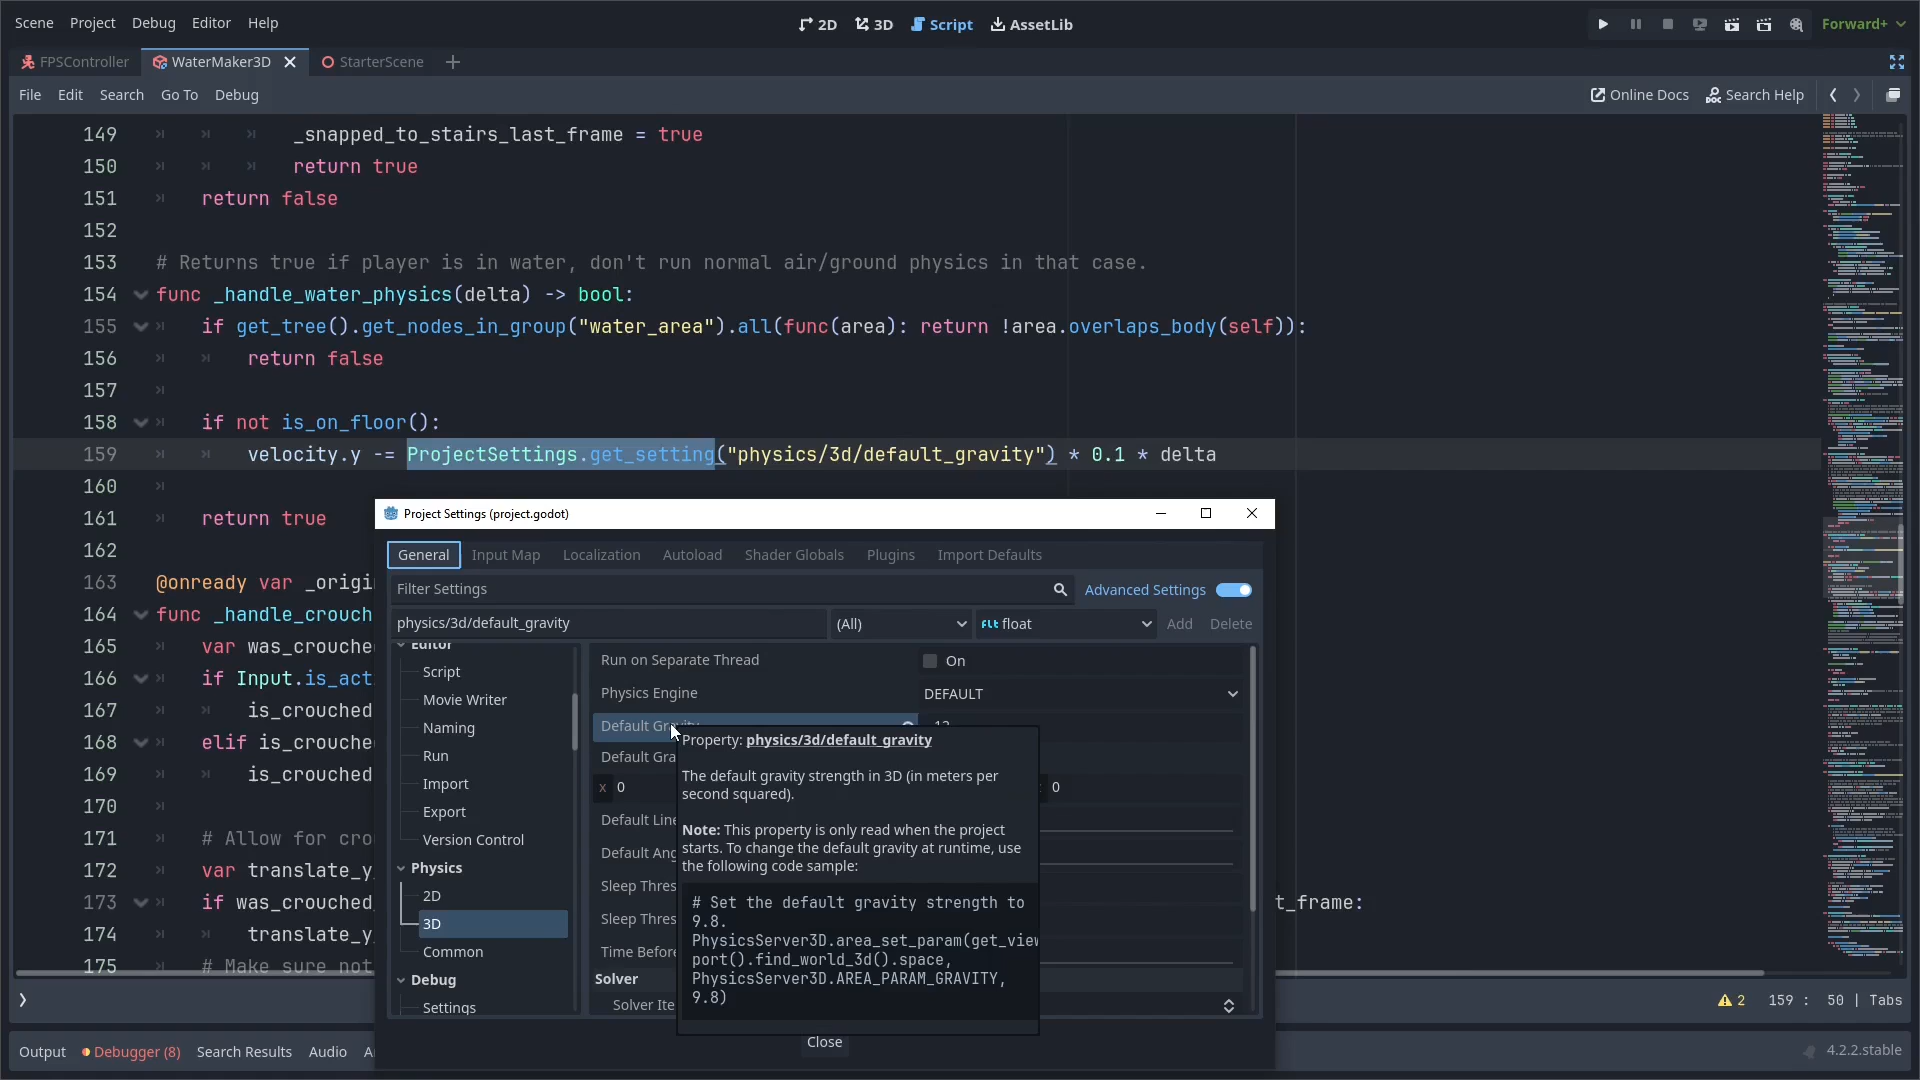 Scene Project Debug Editor Help
2D 3D Script AssetLib
Forward+
FPSController WaterMaker3D StarterScene
File Edit Search Go To Debug
Online Docs Search Help
149 _snapped_to_stairs_last_frame = true
150 return true
151 return false
152
153 # Returns true if player is in water, don't run normal air/ground physics in that case.
154 func _handle_water_physics(delta) -> bool:
155 if get_tree().get_nodes_in_group("water_area").all(func(area): return !area.overlaps_body(self)):
156 return false
157
158 if not is_on_floor():
159 velocity.y -= ProjectSettings.get_setting("physics/3d/default_gravity") * 0.1 * delta
160
161 return true
162
163 @onready var _origi
164 func _handle_crouch
165 var was_crouche
166 if Input.is_act
167 is_crouched
168 elif is_crouche
169 is_crouched
170
171 # Allow for cro
172 var translate_y
173 if was_crouched t_frame:
174 translate_y
175 # Make sure not
Project Settings (project.godot)
General Input Map Localization Autoload Shader Globals Plugins Import Defaults
Filter Settings
Advanced Settings
physics/3d/default_gravity (All) float Add Delete
Editor
Script
Movie Writer
Naming
Run
Import
Export
Version Control
Physics
2D
3D
Common
Debug
Settings
Run on Separate Thread On
Physics Engine DEFAULT
Default Gravity 12
Default Gra
x 0 0
Default Line
Default Ang
Sleep Thres
Sleep Thres
Time Before
Solver
Solver Ite
Property: physics/3d/default_gravity
The default gravity strength in 3D (in meters per
second squared).
Note: This property is only read when the project
starts. To change the default gravity at runtime, use
the following code sample:
# Set the default gravity strength to
9.8.
PhysicsServer3D.area_set_param(get_view
port().find_world_3d().space,
PhysicsServer3D.AREA_PARAM_GRAVITY,
9.8)
Close
2 159 : 50 | Tabs
Output Debugger (8) Search Results Audio A
4.2.2.stable